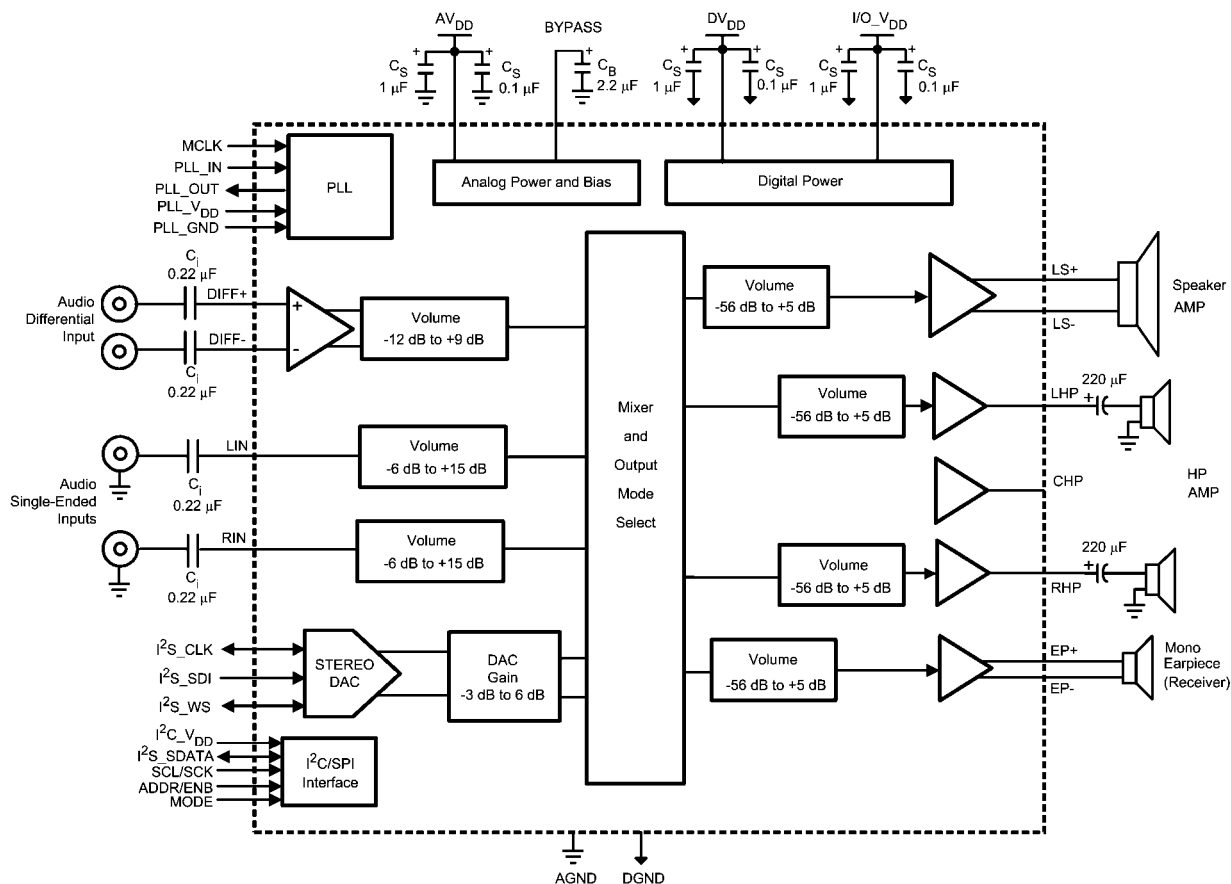 AVDD
BYPASS
DVDD
I/O_VDD
+
CS
1 µF
+
CS
0.1 µF
+
CB
2.2 µF
+
CS
1 µF
+
CS
0.1 µF
+
CS
1 µF
+
CS
0.1 µF
MCLK
PLL_IN
PLL_OUT
PLL_VDD
PLL_GND
PLL
Analog Power and Bias
Digital Power
Ci
0.22 µF
Audio
Differential
Input
DIFF+
DIFF-
+
-
Ci
0.22 µF
Volume
-12 dB to +9 dB
Audio
Single-Ended
Inputs
LIN
Ci
0.22 µF
Volume
-6 dB to +15 dB
RIN
Ci
0.22 µF
Volume
-6 dB to +15 dB
I2S_CLK
I2S_SDI
I2S_WS
STEREO
DAC
DAC
Gain
-3 dB to 6 dB
I2C_VDD
I2S_SDATA
SCL/SCK
ADDR/ENB
MODE
I2C/SPI
Interface
Mixer
and
Output
Mode
Select
Volume
-56 dB to +5 dB
LS+
LS-
Speaker
AMP
Volume
-56 dB to +5 dB
LHP
220 µF
+
CHP
HP
AMP
Volume
-56 dB to +5 dB
RHP
220 µF
+
Volume
-56 dB to +5 dB
EP+
EP-
Mono
Earpiece
(Receiver)
AGND
DGND